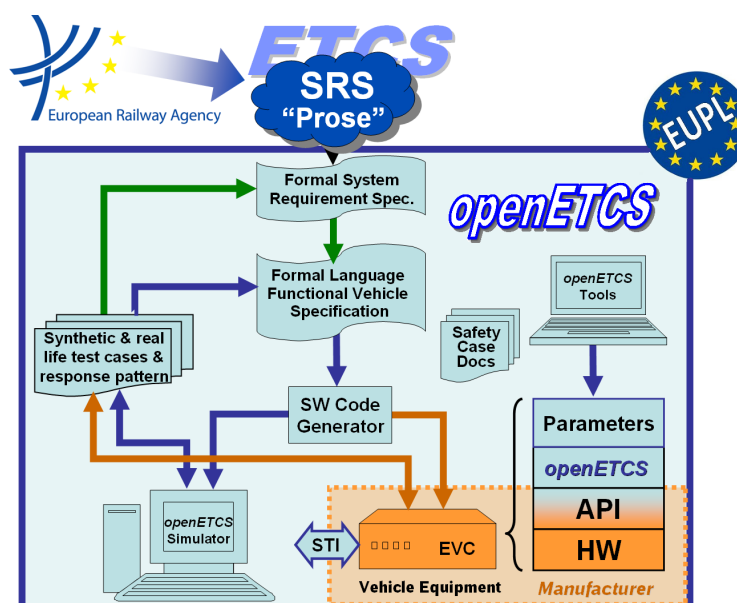 ETCS
European Railway Agency
SRS
“Prose”
EUPL
Formal System
Requirement Spec.
openETCS
Formal Language
Functional Vehicle
Specification
openETCS
Tools
Synthetic & real
life test cases &
response pattern
Safety
Case
Docs
SW Code
Generator
Parameters
openETCS
API
HW
openETCS
Simulator
STI
EVC
Vehicle Equipment
Manufacturer